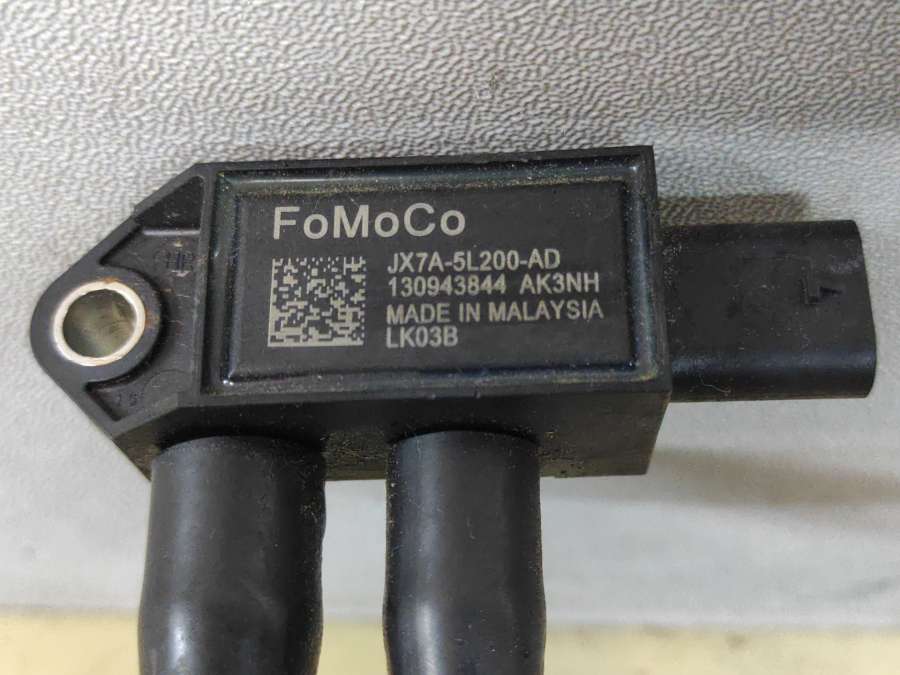 FoMoCo
JX7A-5L200-AD
130943844 AK3NH
MADE IN MALAYSIA
LK03B